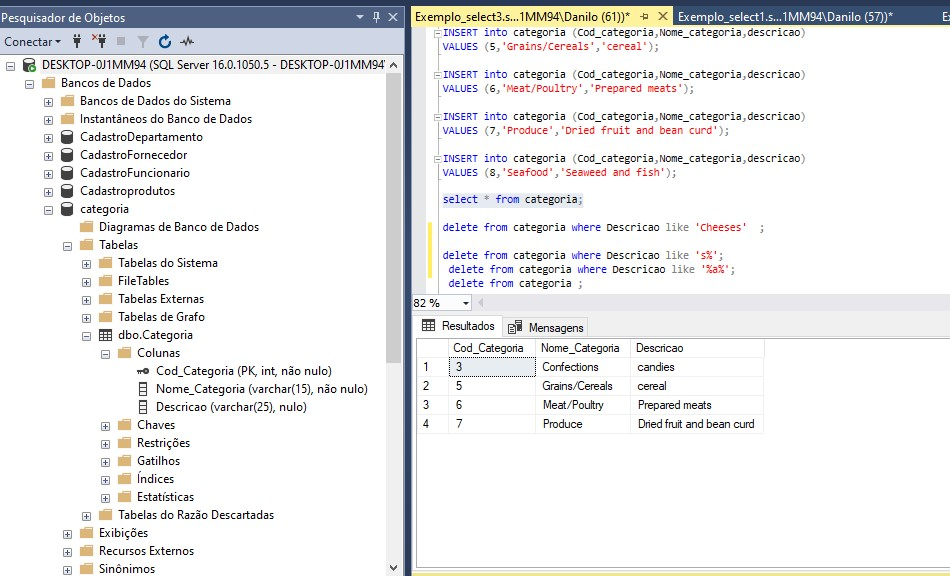 Pesquisador de Objetos
Conectar
DESKTOP-0J1MM94 (SQL Server 16.0.1050.5 - DESKTOP-0J1MM94\
Bancos de Dados
Bancos de Dados do Sistema
Instantâneos do Banco de Dados
CadastroDepartamento
CadastroFornecedor
CadastroFuncionario
Cadastroprodutos
categoria
Diagramas de Banco de Dados
Tabelas
Tabelas do Sistema
FileTables
Tabelas Externas
Tabelas de Grafo
dbo.Categoria
Colunas
Cod_Categoria (PK, int, não nulo)
Nome_Categoria (varchar(15), não nulo)
Descricao (varchar(25), nulo)
Chaves
Restrições
Gatilhos
Índices
Estatísticas
Tabelas do Razão Descartadas
Exibições
Recursos Externos
Sinônimos
Exemplo_select3.s...1MM94\Danilo (61))* Exemplo_select1.s...1MM94\Danilo (57))* E
INSERT into categoria (Cod_categoria,Nome_categoria,descricao)
VALUES (5,'Grains/Cereals','cereal');
INSERT into categoria (Cod_categoria,Nome_categoria,descricao)
VALUES (6,'Meat/Poultry','Prepared meats');
INSERT into categoria (Cod_categoria,Nome_categoria,descricao)
VALUES (7,'Produce','Dried fruit and bean curd');
INSERT into categoria (Cod_categoria,Nome_categoria,descricao)
VALUES (8,'Seafood','Seaweed and fish');
select * from categoria;
delete from categoria where Descricao like 'Cheeses'  ;
delete from categoria where Descricao like 's%';
delete from categoria where Descricao like '%a%';
delete from categoria ;
82 %
Resultados Mensagens
Cod_Categoria Nome_Categoria Descricao
1 3 Confections candies
2 5 Grains/Cereals cereal
3 6 Meat/Poultry Prepared meats
4 7 Produce Dried fruit and bean curd